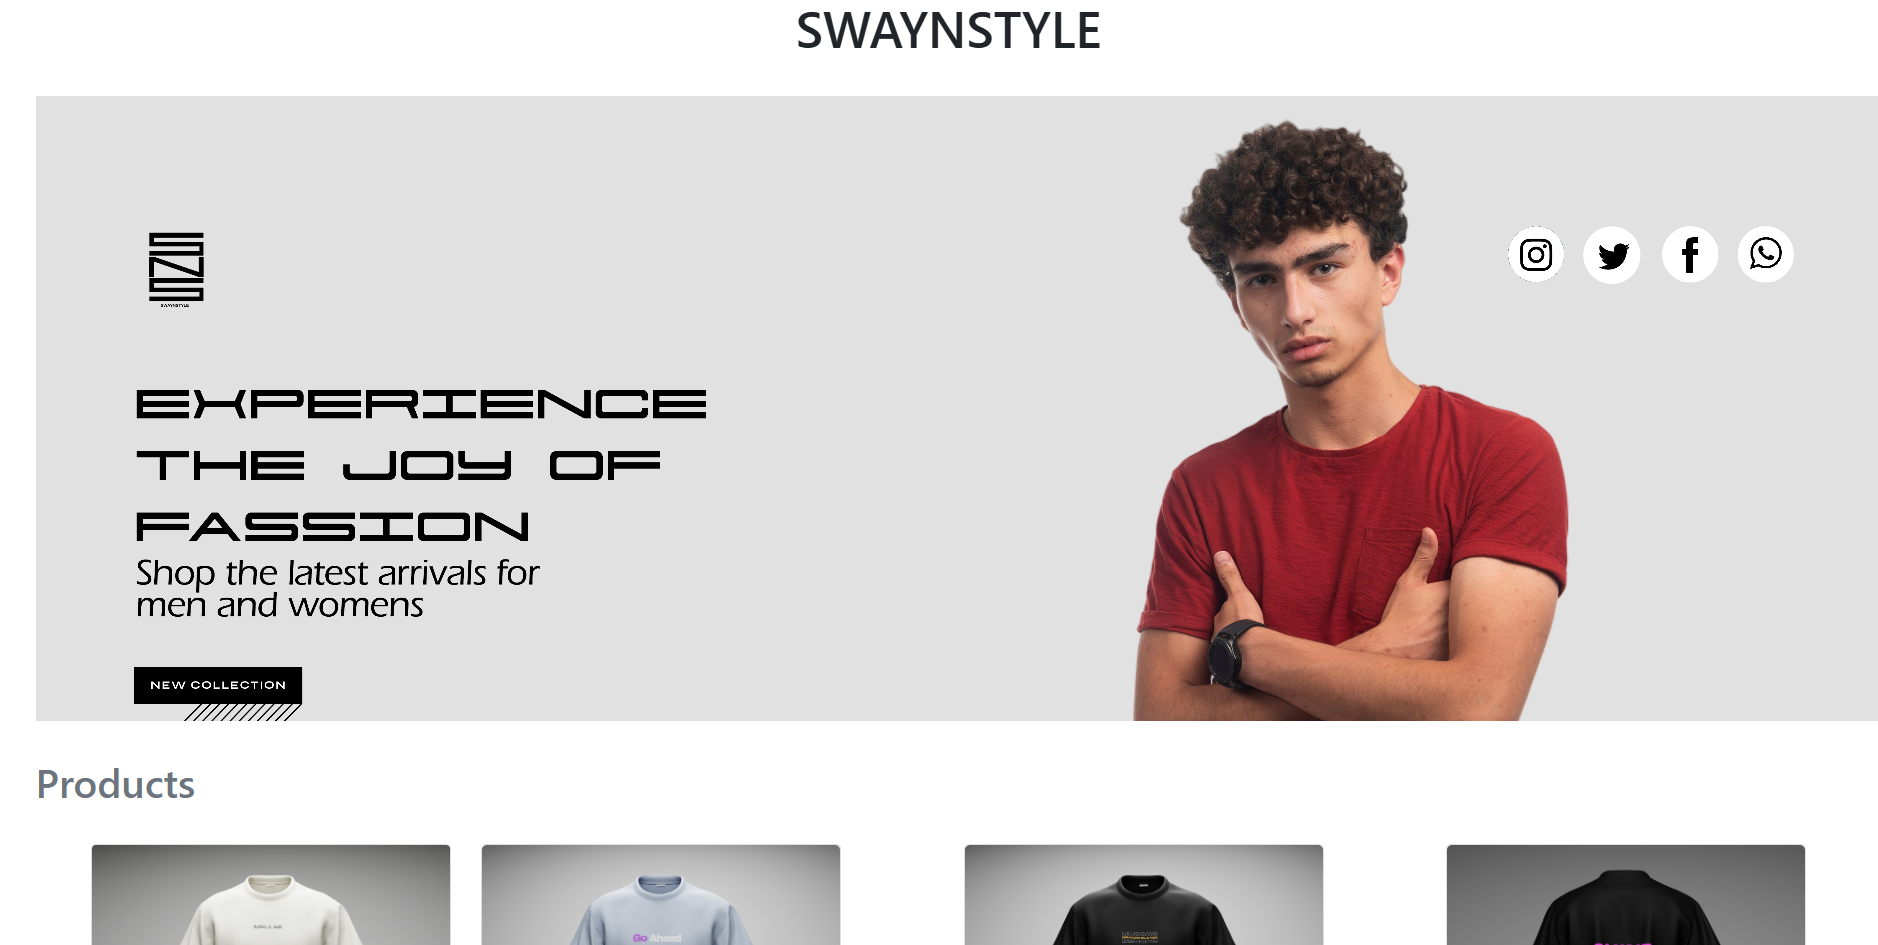 SWAYNSTYLE
SWAYNSTYLE
EXPERIENCE
THE JOY OF
FASSION
Shop the latest arrivals for
men and womens
NEW COLLECTION
Products
Go Ahead